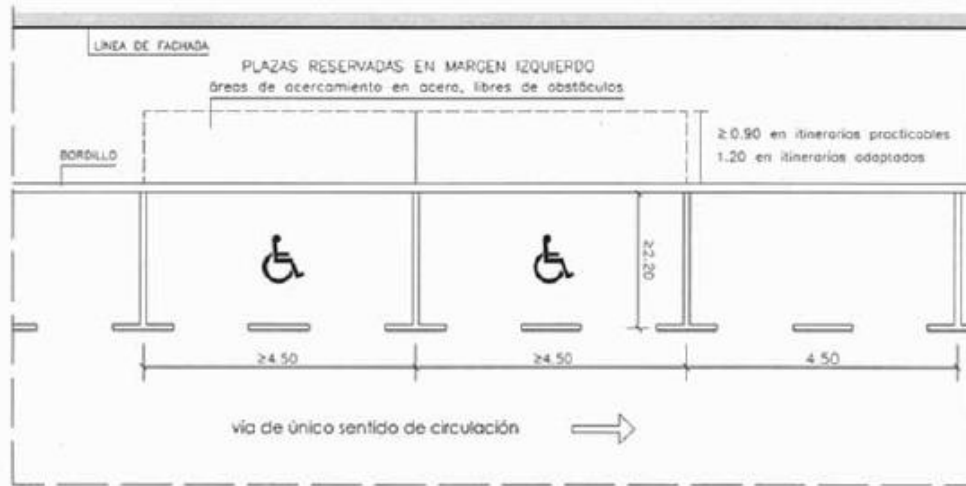 LÍNEA DE FACHADA
PLAZAS RESERVADAS EN MARGEN IZQUIERDO
áreas de acercamiento en acera, libres de obstáculos
≥0.90 en itinerarios practicables
1.20 en itinerarios adaptados
BORDILLO
≥2.20
≥4.50
≥4.50
4.50
vía de único sentido de circulación